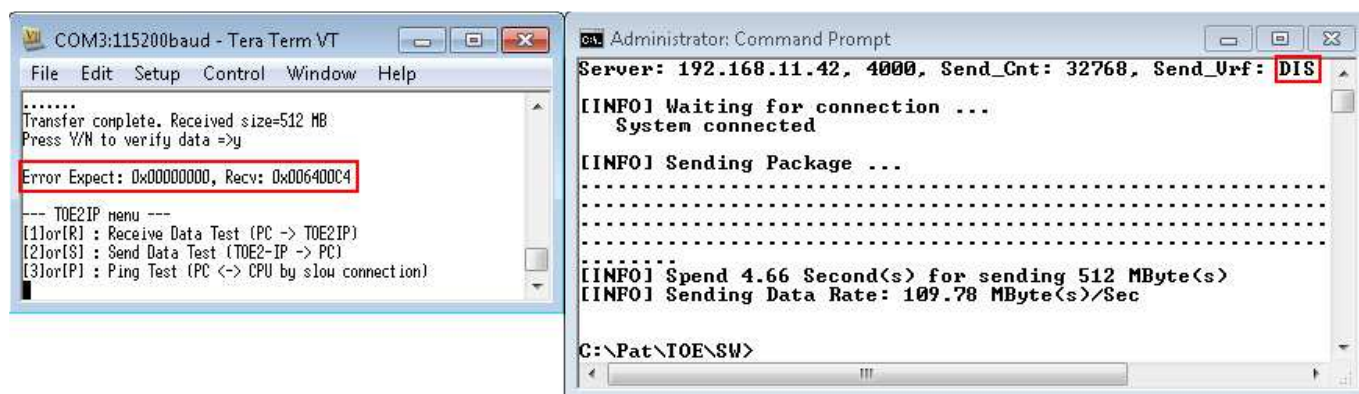 COM3:115200baud - Tera Term VT
File Edit Setup Control Window Help
.......
Transfer complete. Received size=512 MB
Press Y/N to verify data =>y
Error Expect: 0x00000000, Recv: 0x006400C4
--- TOE2IP menu ---
[1]or[R] : Receive Data Test (PC -> TOE2IP)
[2]or[S] : Send Data Test (TOE2-IP -> PC)
[3]or[P] : Ping Test (PC <-> CPU by slow connection)
Administrator: Command Prompt
Server: 192.168.11.42, 4000, Send_Cnt: 32768, Send_Vrf: DIS
[INFO] Waiting for connection ...
System connected
[INFO] Sending Package ...
[INFO] Spend 4.66 Second(s) for sending 512 MByte(s)
[INFO] Sending Data Rate: 109.78 MByte(s)/Sec
C:\Pat\TOE\SW>